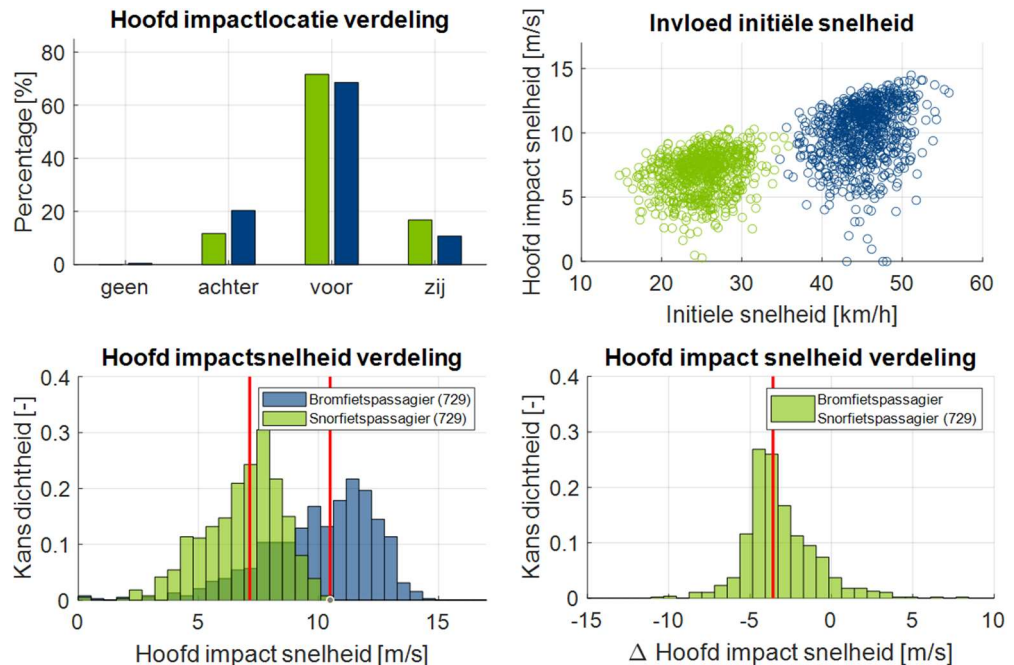 Hoofd impactlocatie verdeling
80
60
40
20
0
Percentage [%]
geen achter voor zij
Invloed initiële snelheid
15
10
5
0
Hoofd impact snelheid [m/s]
10 20 30 40 50 60
Initiele snelheid [km/h]
Hoofd impactsnelheid verdeling
0.4
0.3
0.2
0.1
0
Kans dichtheid [-]
Bromfietspassagier (729)
Snorfietspassagier (729)
0 5 10 15
Hoofd impact snelheid [m/s]
Hoofd impact snelheid verdeling
0.4
0.3
0.2
0.1
0
Kans dichtheid [-]
Bromfietspassagier
Snorfietspassagier (729)
-15 -10 -5 0 5 10
Δ Hoofd impact snelheid [m/s]